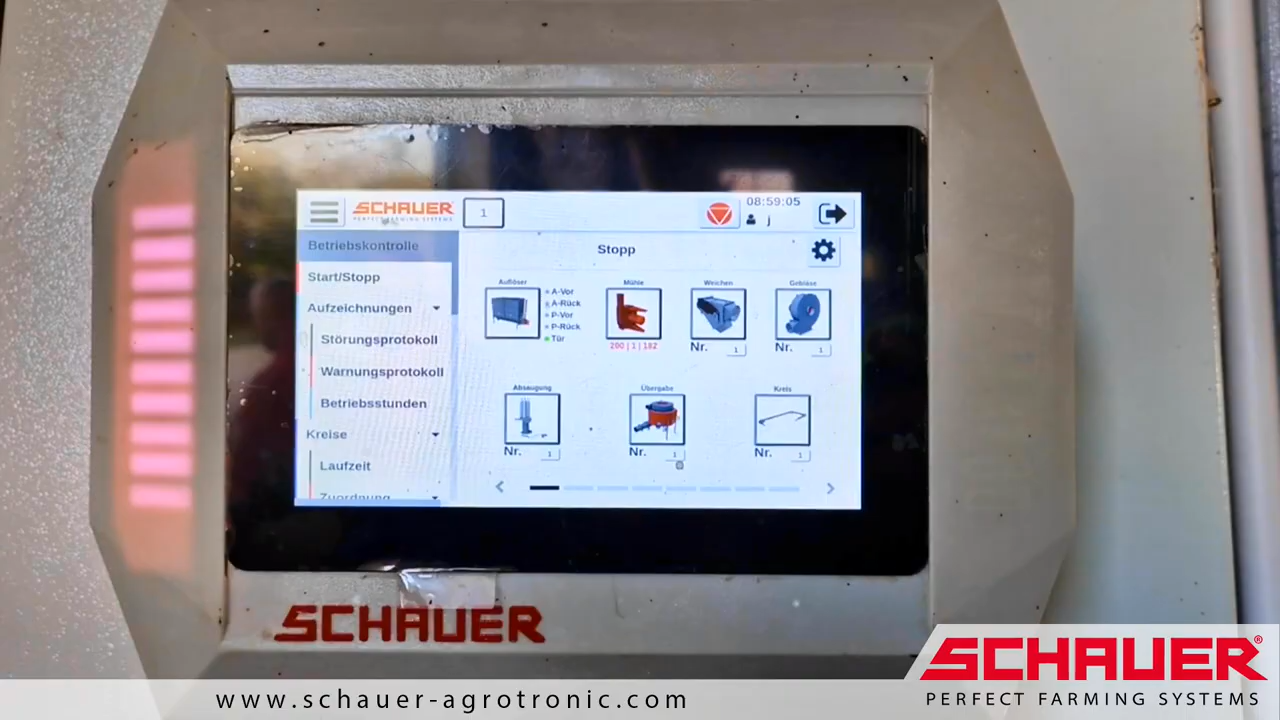 SCHAUER
PERFECT FARMING SYSTEMS
1
08:59:05
j
Betriebskontrolle
Stopp
Start/Stopp
Aufzeichnungen
Störungsprotokoll
Warnungsprotokoll
Betriebsstunden
Kreise
Laufzeit
Zuordnung
Auflöser
A-Vor
A-Rück
P-Vor
P-Rück
Tür
Mühle
200 | 1 | 182
Weichen
Nr. 1
Gebläse
Nr. 1
Absaugung
Nr. 1
Übergabe
Nr. 1
Kreis
Nr. 1
SCHAUER
www.schauer-agrotronic.com
SCHAUER®
PERFECT FARMING SYSTEMS